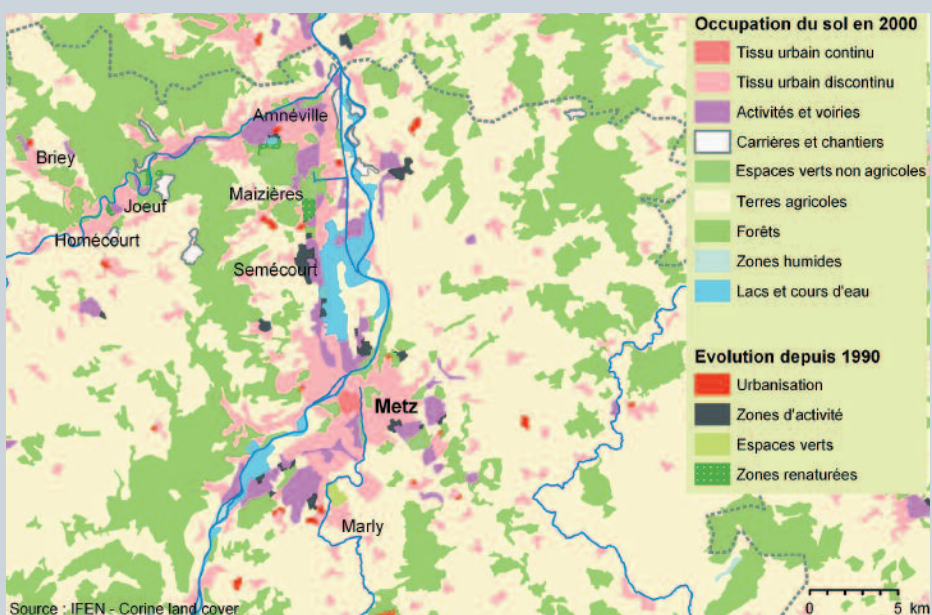 Occupation du sol en 2000
Tissu urbain continu
Tissu urbain discontinu
Activités et voiries
Carrières et chantiers
Espaces verts non agricoles
Terres agricoles
Forêts
Zones humides
Lacs et cours d'eau
Evolution depuis 1990
Urbanisation
Zones d'activité
Espaces verts
Zones renaturées
Amnéville
Briey
Maizières
Joeuf
Homécourt
Semécourt
Metz
Marly
Source : IFEN - Corine land cover
0 5 km